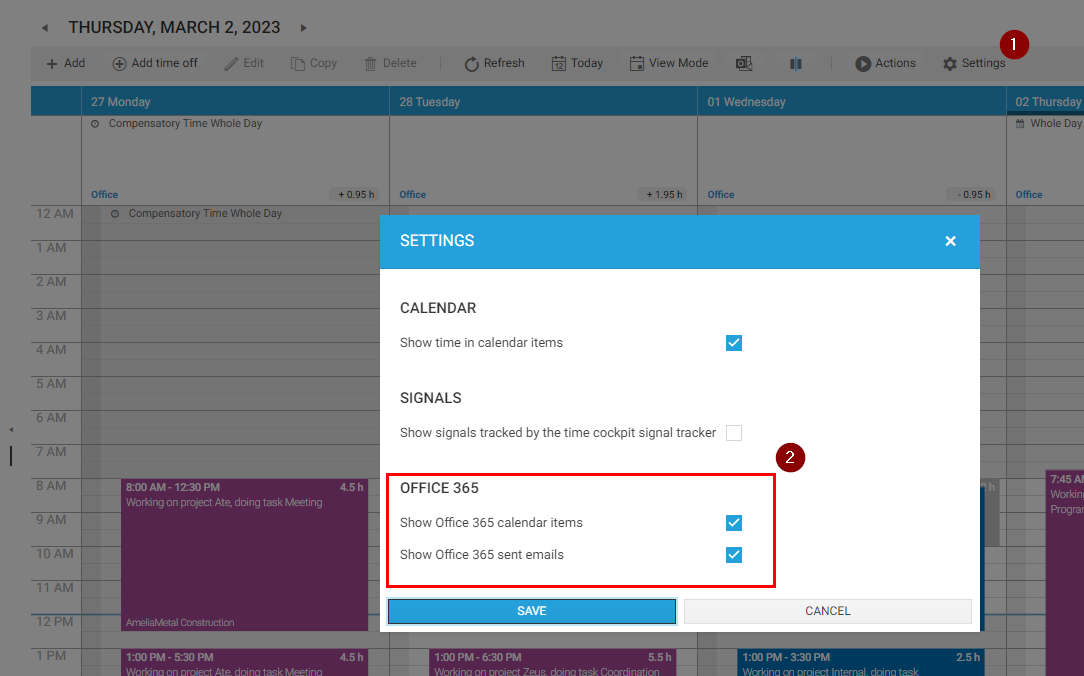 THURSDAY, MARCH 2, 2023
1
Add Add time off Edit Copy Delete Refresh Today View Mode Actions Settings
27 Monday 28 Tuesday 01 Wednesday 02 Thursday
Compensatory Time Whole Day Whole Day
Office + 0.95 h Office + 1.95 h Office - 0.95 h Office
12 AM Compensatory Time Whole Day
SETTINGS
1 AM
2 AM
CALENDAR
3 AM
Show time in calendar items
4 AM
5 AM
SIGNALS
6 AM
Show signals tracked by the time cockpit signal tracker
7 AM
2
8 AM
8:00 AM - 12:30 PM 4.5 h
OFFICE 365
h
7:45 AM
Working on project Ate, doing task Meeting
Workin
Program
9 AM
Show Office 365 calendar items
10 AM
Show Office 365 sent emails
11 AM
12 PM
AmeliaMetal Construction
SAVE CANCEL
1 PM
1:00 PM - 5:30 PM 4.5 h 1:00 PM - 6:30 PM 5.5 h 1:00 PM - 3:30 PM 2.5 h
Working on project Ate, doing task Meeting Working on project Zeus, doing task Coordination Working on project Internal, doing task